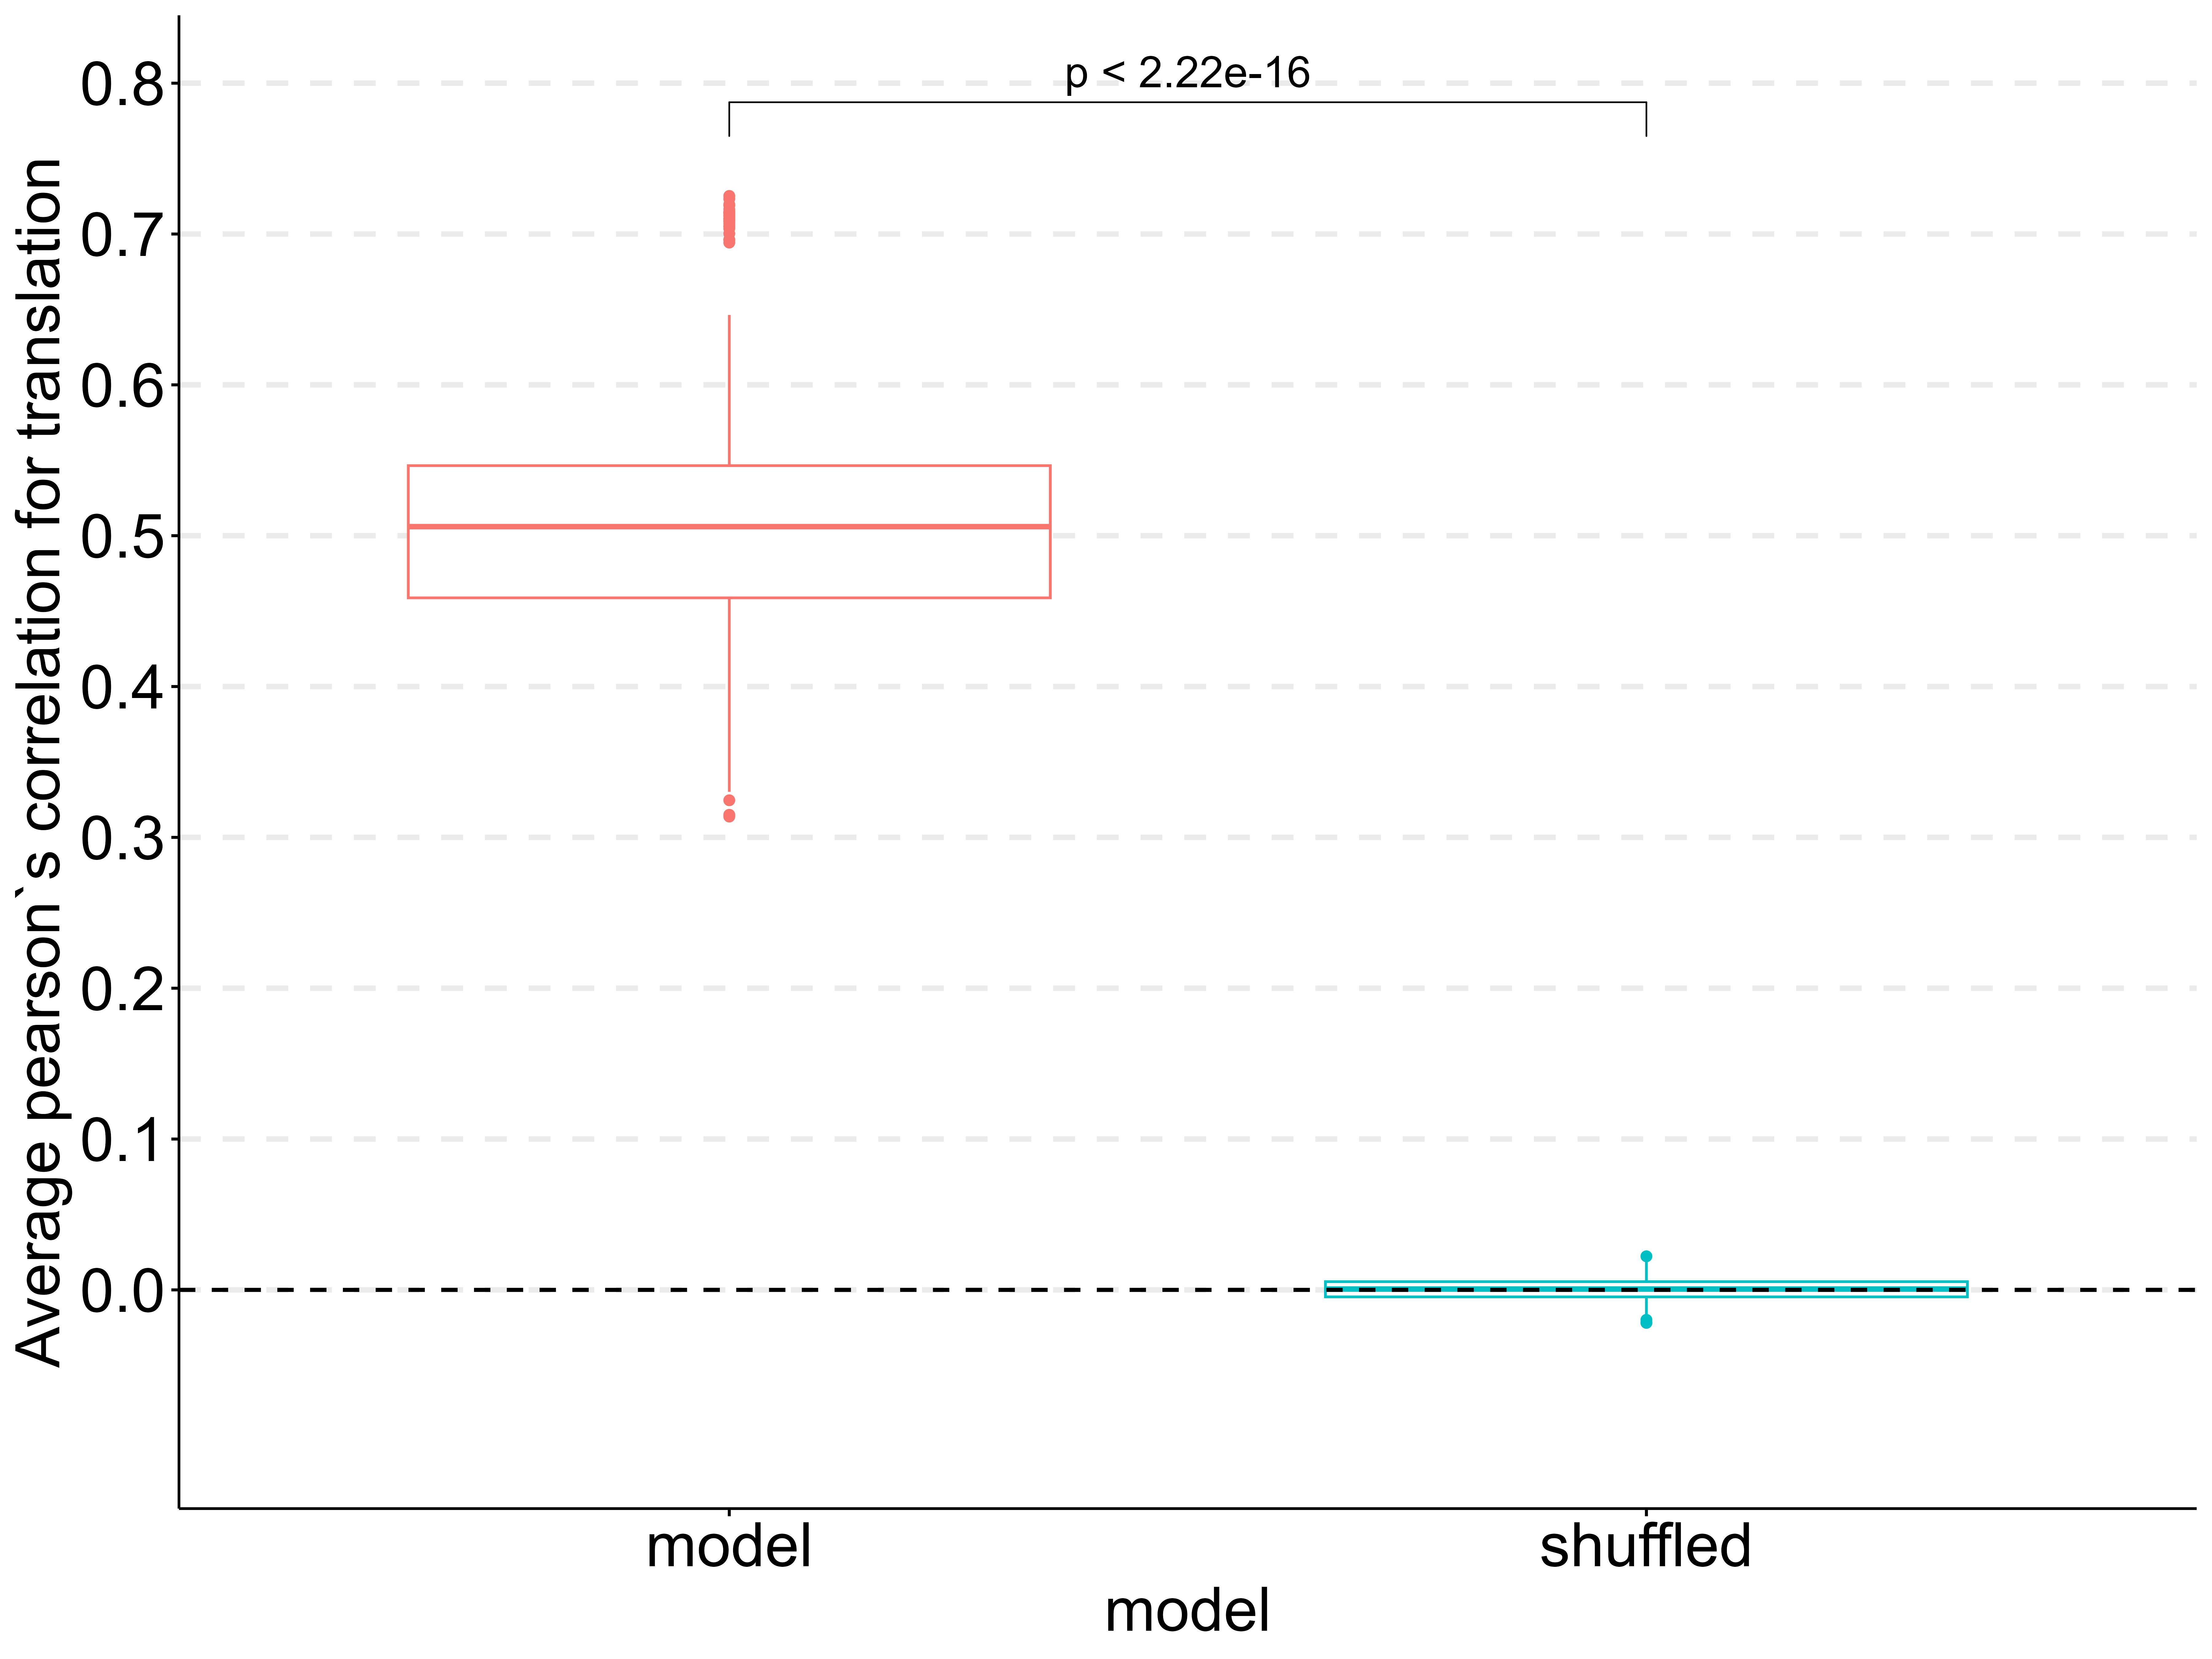 p < 2.22e-16
Average pearson`s correlation for translation
0.8
0.7
0.6
0.5
0.4
0.3
0.2
0.1
0.0
model
shuffled
model